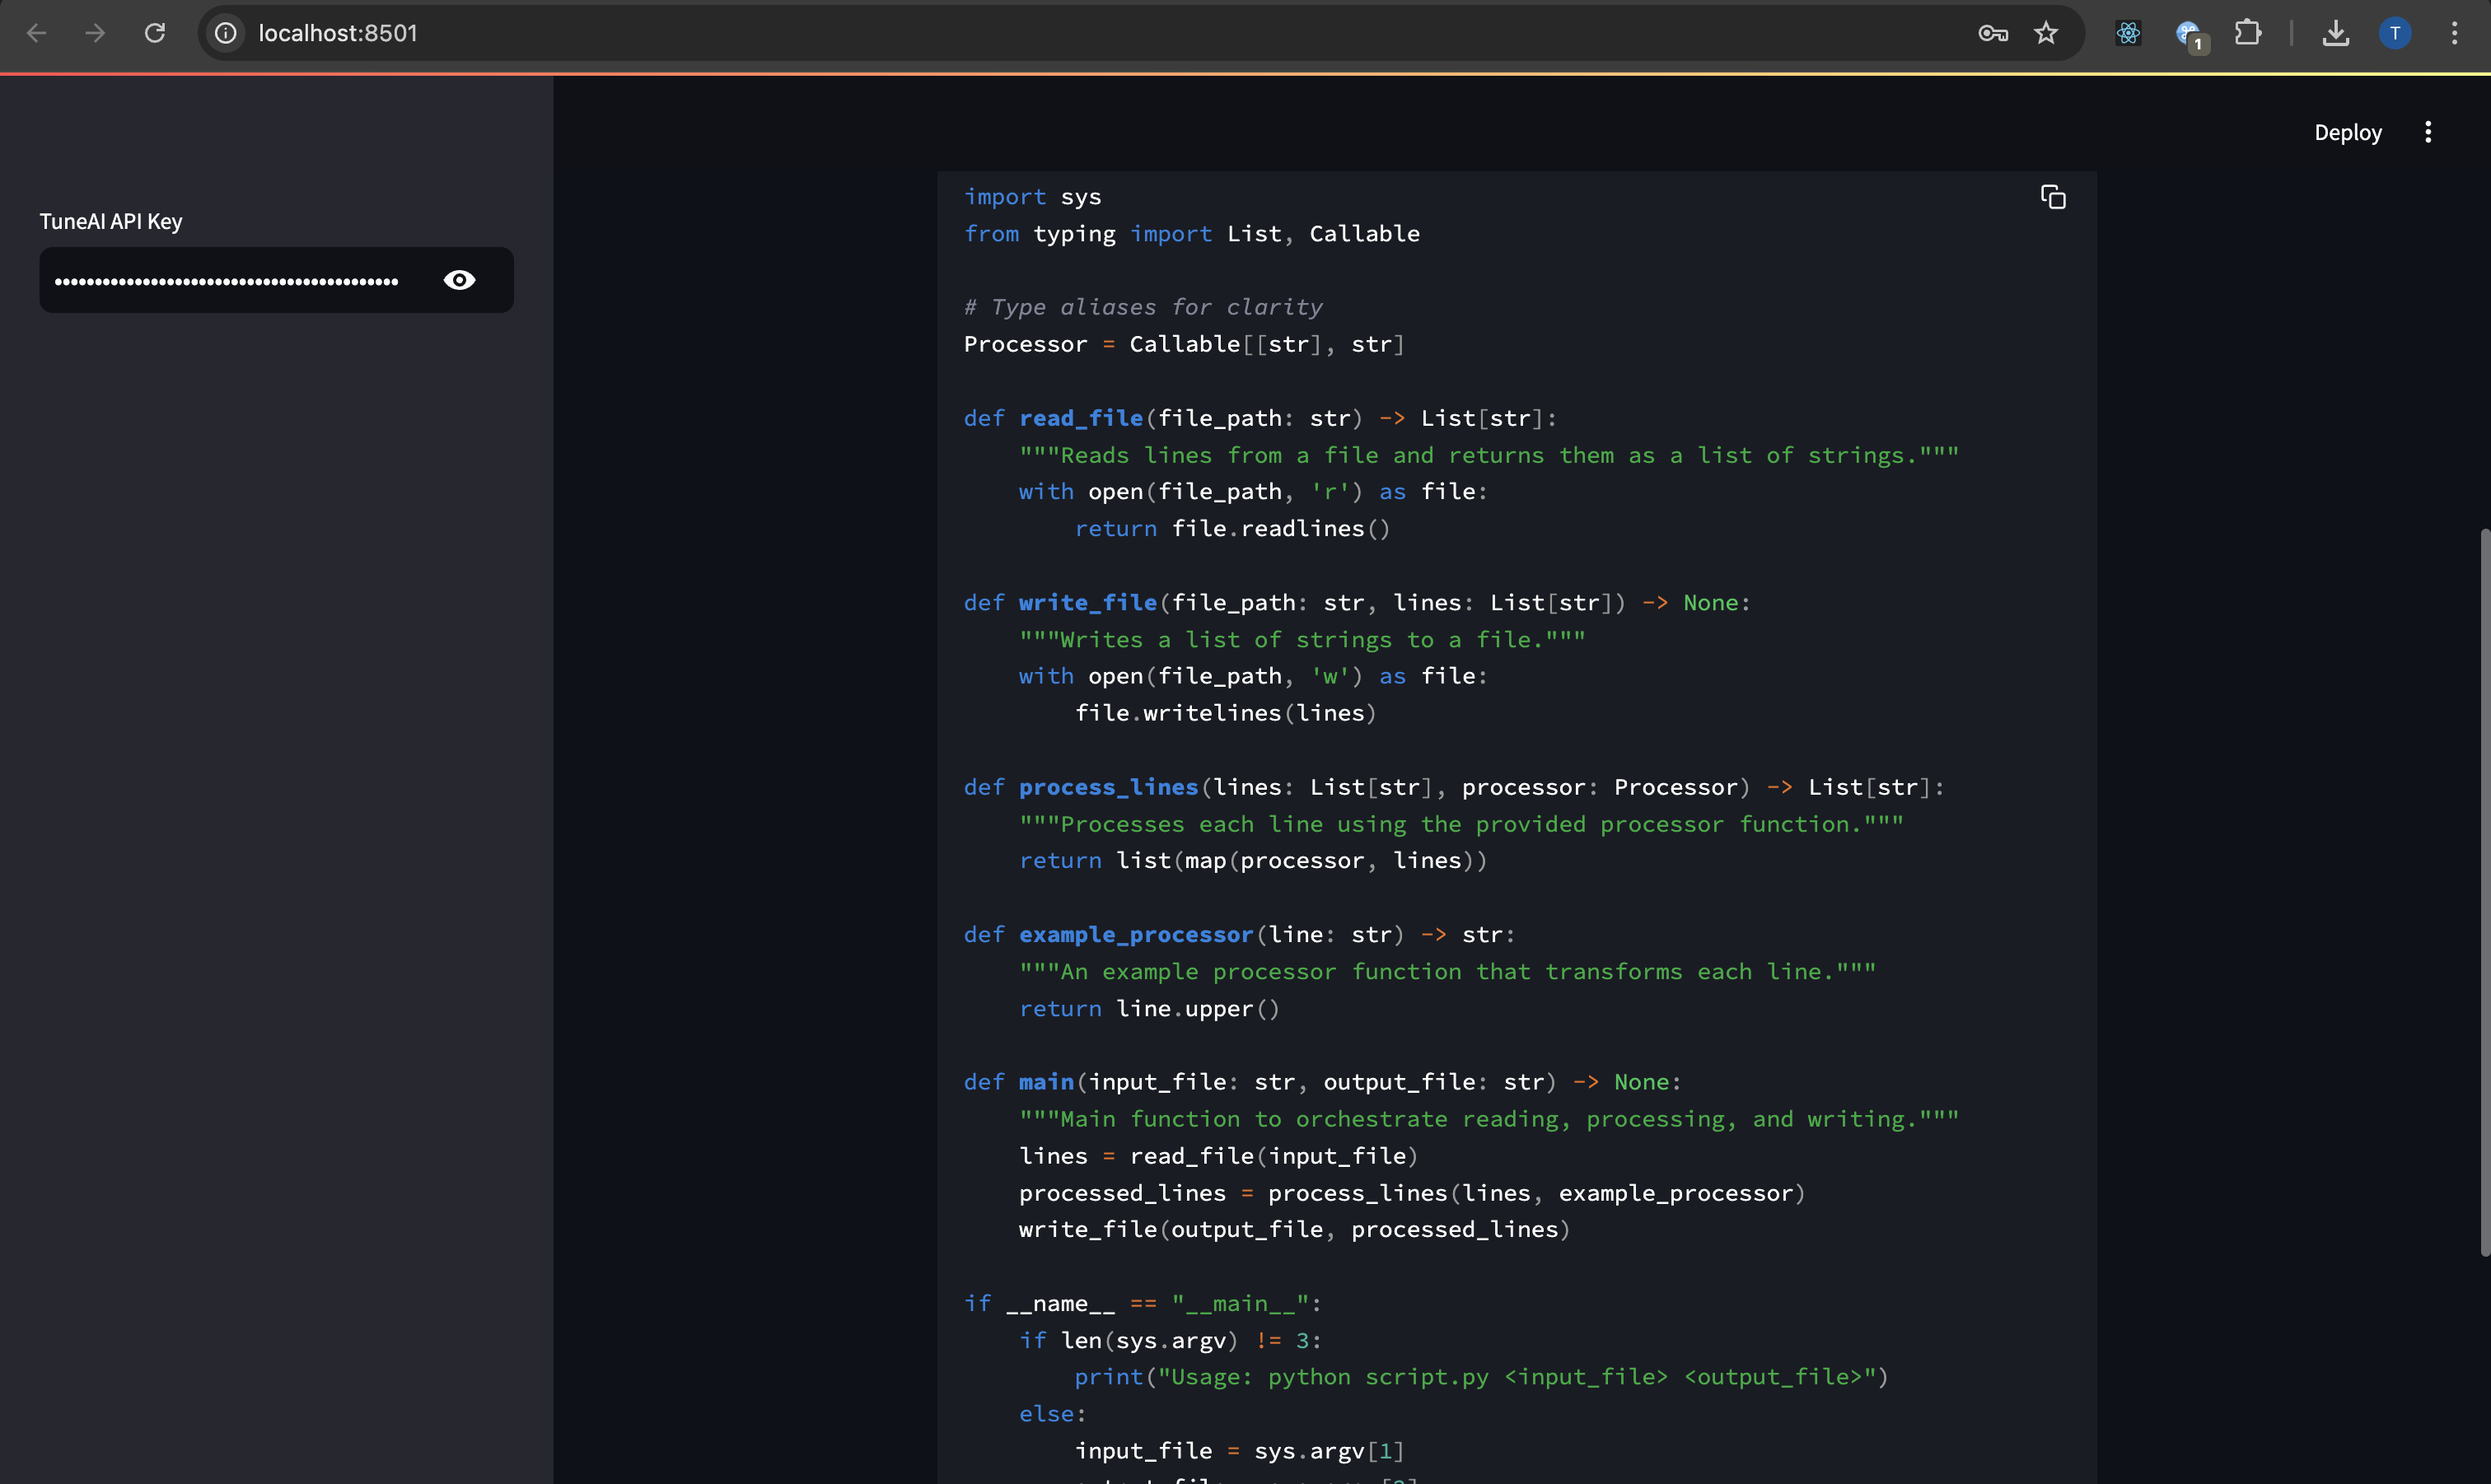 localhost:8501
1
T
Deploy
TuneAI API Key
import sys
from typing import List, Callable
# Type aliases for clarity
Processor = Callable[[str], str]
def read_file(file_path: str) -> List[str]:
"""Reads lines from a file and returns them as a list of strings."""
with open(file_path, 'r') as file:
return file.readlines()
def write_file(file_path: str, lines: List[str]) -> None:
"""Writes a list of strings to a file."""
with open(file_path, 'w') as file:
file.writelines(lines)
def process_lines(lines: List[str], processor: Processor) -> List[str]:
"""Processes each line using the provided processor function."""
return list(map(processor, lines))
def example_processor(line: str) -> str:
"""An example processor function that transforms each line."""
return line.upper()
def main(input_file: str, output_file: str) -> None:
"""Main function to orchestrate reading, processing, and writing."""
lines = read_file(input_file)
processed_lines = process_lines(lines, example_processor)
write_file(output_file, processed_lines)
if __name__ == "__main__":
if len(sys.argv) != 3:
print("Usage: python script.py <input_file> <output_file>")
else:
input_file = sys.argv[1]